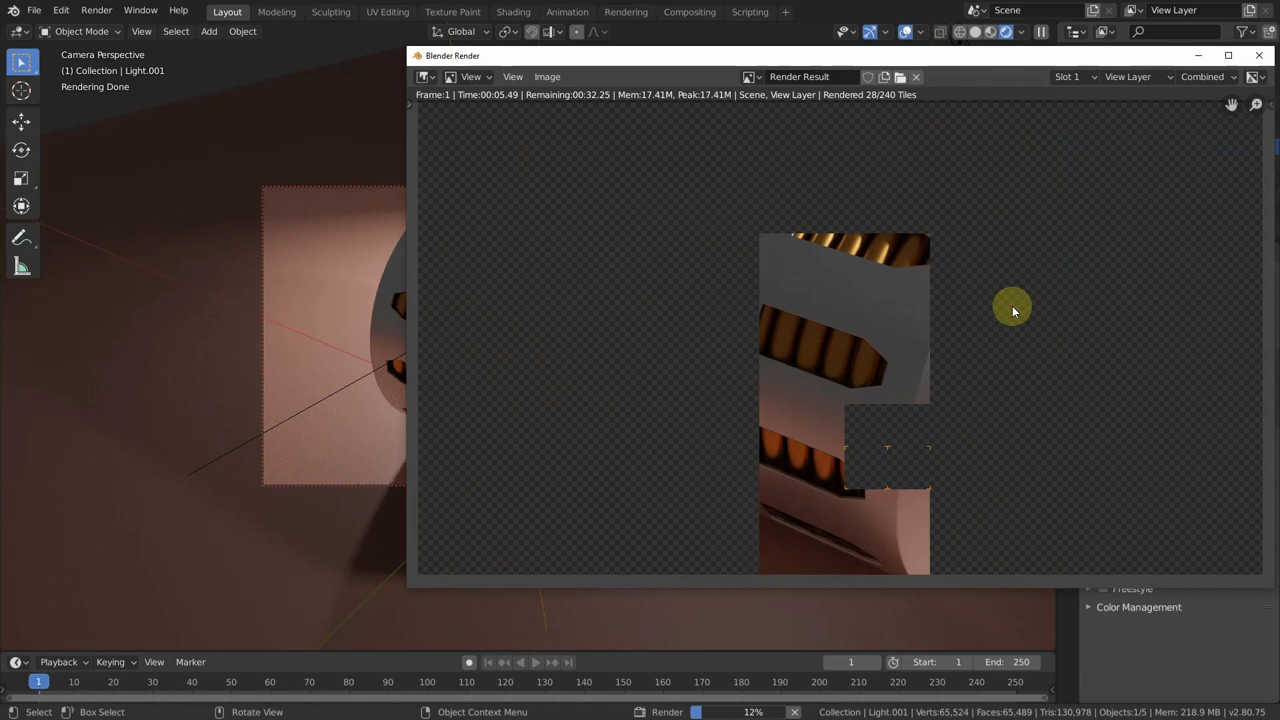 File Edit Render Window Help Layout Modeling Sculpting UV Editing Texture Paint Shading Animation Rendering Compositing Scripting + Scene View Layer
Object Mode View Select Add Object Global
Camera Perspective
(1) Collection | Light.001
Rendering Done
Blender Render
View View Image Render Result Slot 1 View Layer Combined
Frame:1 | Time:00:05.49 | Remaining:00:32.25 | Mem:17.41M, Peak:17.41M | Scene, View Layer | Rendered 28/240 Tiles
Freestyle
Color Management
Playback Keying View Marker 1 Start: 1 End: 250
1 10 20 30 40 50 60 70 80 90 100 110 120 130 140 150 160 170 180 190 200 210 220 230 240 250
Select Box Select Rotate View Object Context Menu Render 12% Collection | Light.001 | Verts:65,524 | Faces:65,489 | Tris:130,978 | Objects:1/5 | Mem: 218.9 MB | v2.80.75